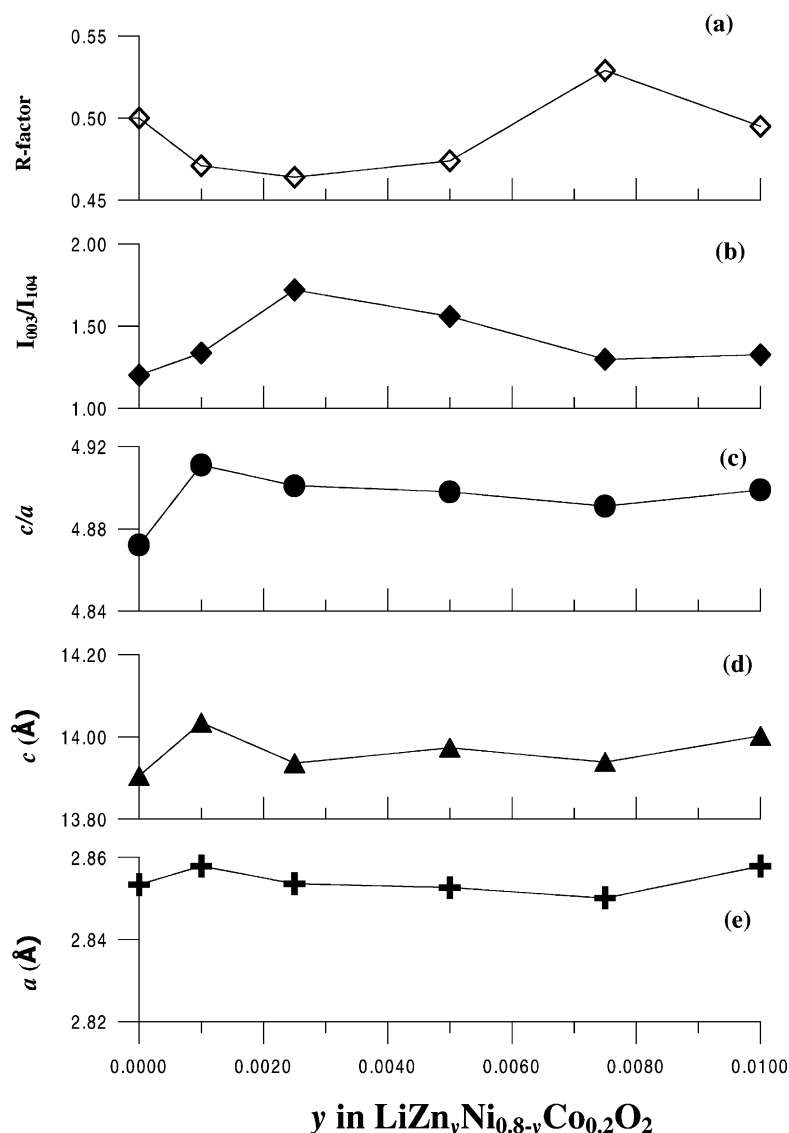 (a)
0.55
0.50
0.45
R-factor
(b)
2.00
1.50
1.00
I₀₀₃/I₁₀₄
(c)
4.92
4.88
4.84
c/a
(d)
14.20
14.00
13.80
c (Å)
(e)
2.86
2.84
2.82
a (Å)
0.0000 0.0020 0.0040 0.0060 0.0080 0.0100
y in LiZnyNi0.8-yCo0.2O2